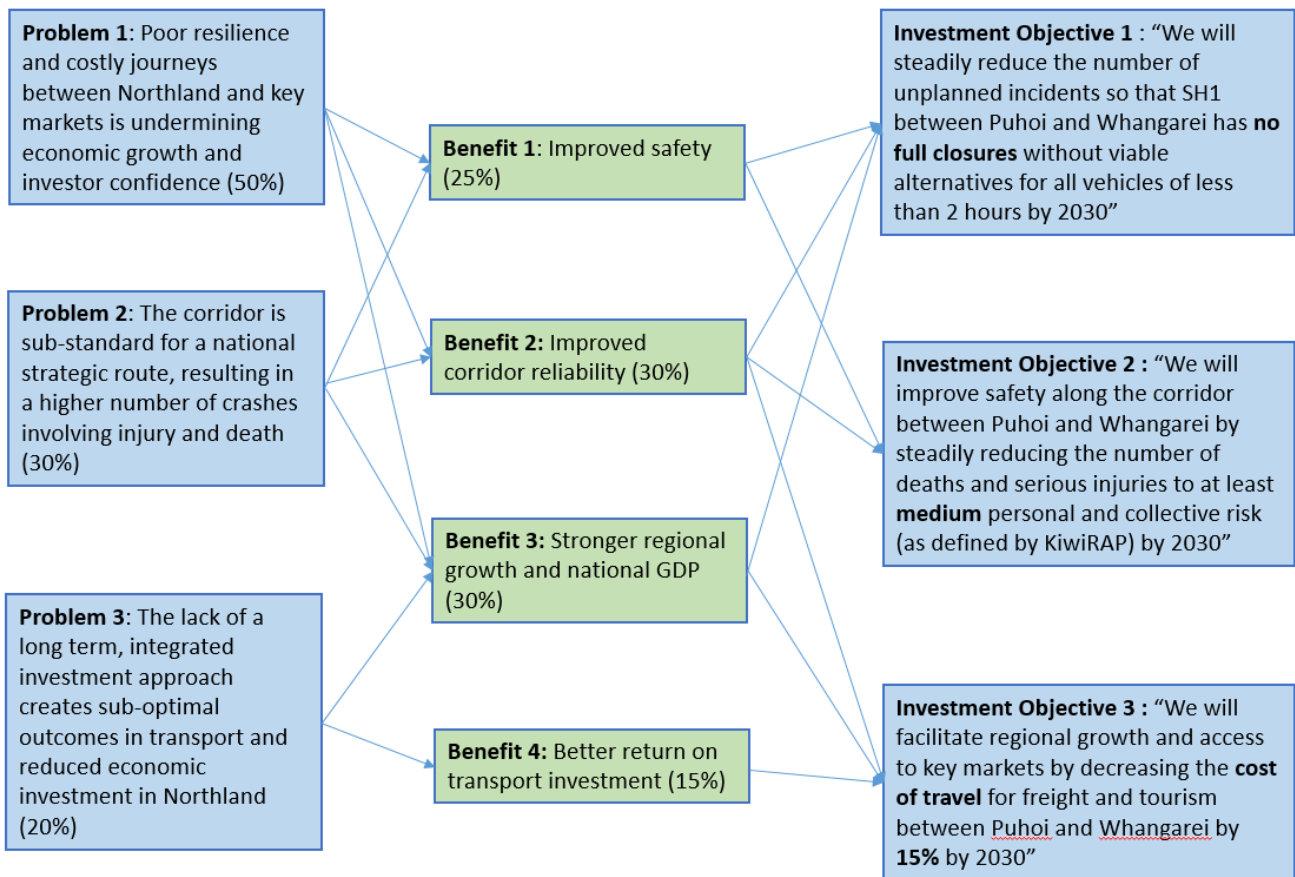 Problem 1: Poor resilience
and costly journeys
between Northland and key
markets is undermining
economic growth and
investor confidence (50%)
Problem 2: The corridor is
sub-standard for a national
strategic route, resulting in
a higher number of crashes
involving injury and death
(30%)
Problem 3: The lack of a
long term, integrated
investment approach
creates sub-optimal
outcomes in transport and
reduced economic
investment in Northland
(20%)
Benefit 1: Improved safety
(25%)
Benefit 2: Improved
corridor reliability (30%)
Benefit 3: Stronger regional
growth and national GDP
(30%)
Benefit 4: Better return on
transport investment (15%)
Investment Objective 1 : “We will
steadily reduce the number of
unplanned incidents so that SH1
between Puhoi and Whangarei has no
full closures without viable
alternatives for all vehicles of less
than 2 hours by 2030”
Investment Objective 2 : “We will
improve safety along the corridor
between Puhoi and Whangarei by
steadily reducing the number of
deaths and serious injuries to at least
medium personal and collective risk
(as defined by KiwiRAP) by 2030”
Investment Objective 3 : “We will
facilitate regional growth and access
to key markets by decreasing the cost
of travel for freight and tourism
between Puhoi and Whangarei by
15% by 2030”